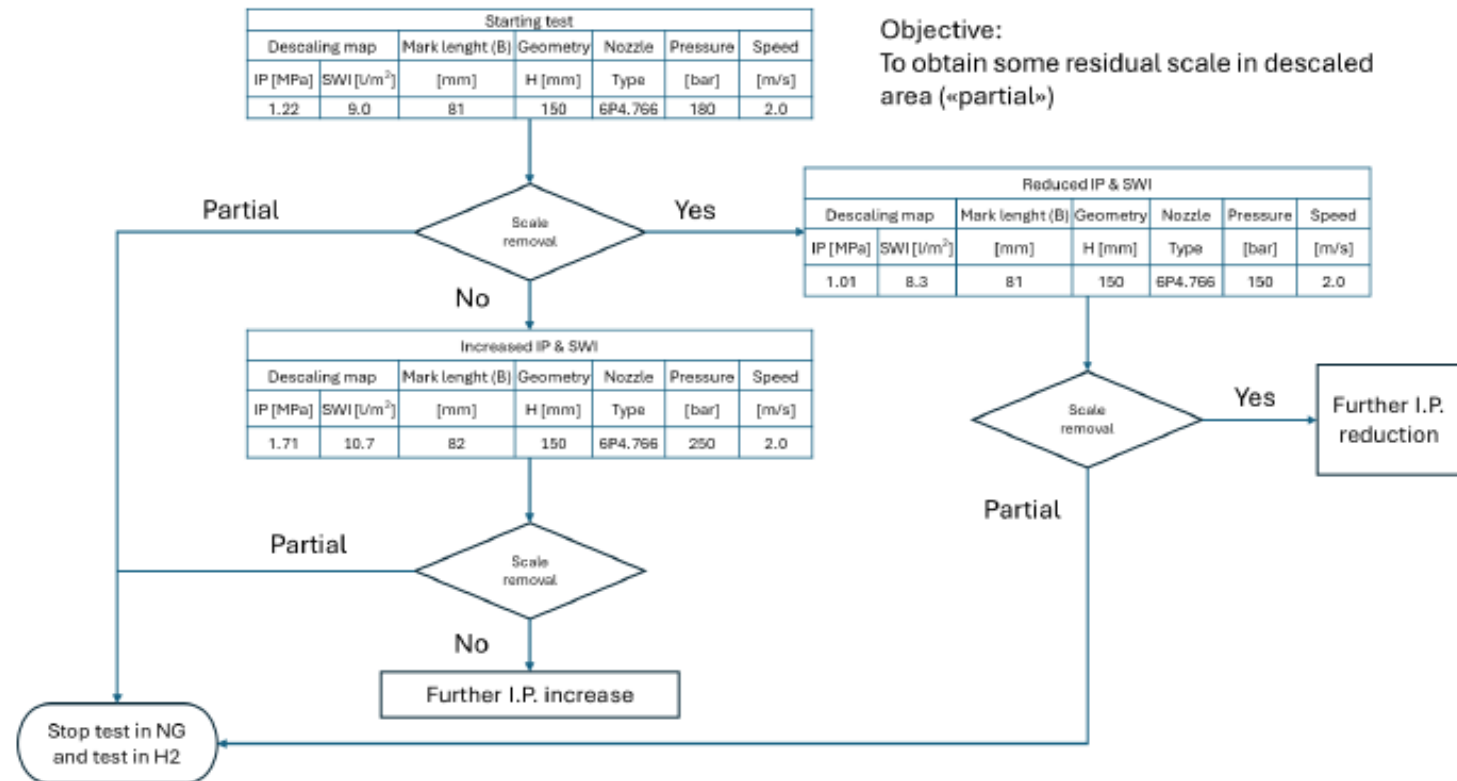 Starting test
Descaling map Mark lenght (B) Geometry Nozzle Pressure Speed
IP [MPa] SWI [l/m²] [mm] H [mm] Type [bar] [m/s]
1.22 9.0 81 150 6P4.766 180 2.0
Objective:
To obtain some residual scale in descaled
area («partial»)
Partial
Scale
removal
Yes
No
Reduced IP & SWI
Descaling map Mark lenght (B) Geometry Nozzle Pressure Speed
IP [MPa] SWI [l/m²] [mm] H [mm] Type [bar] [m/s]
1.01 8.3 81 150 6P4.766 150 2.0
Increased IP & SWI
Descaling map Mark lenght (B) Geometry Nozzle Pressure Speed
IP [MPa] SWI [l/m²] [mm] H [mm] Type [bar] [m/s]
1.71 10.7 82 150 6P4.766 250 2.0
Scale
removal
Yes
Further I.P.
reduction
Partial
Partial
Scale
removal
No
Further I.P. increase
Stop test in NG
and test in H2